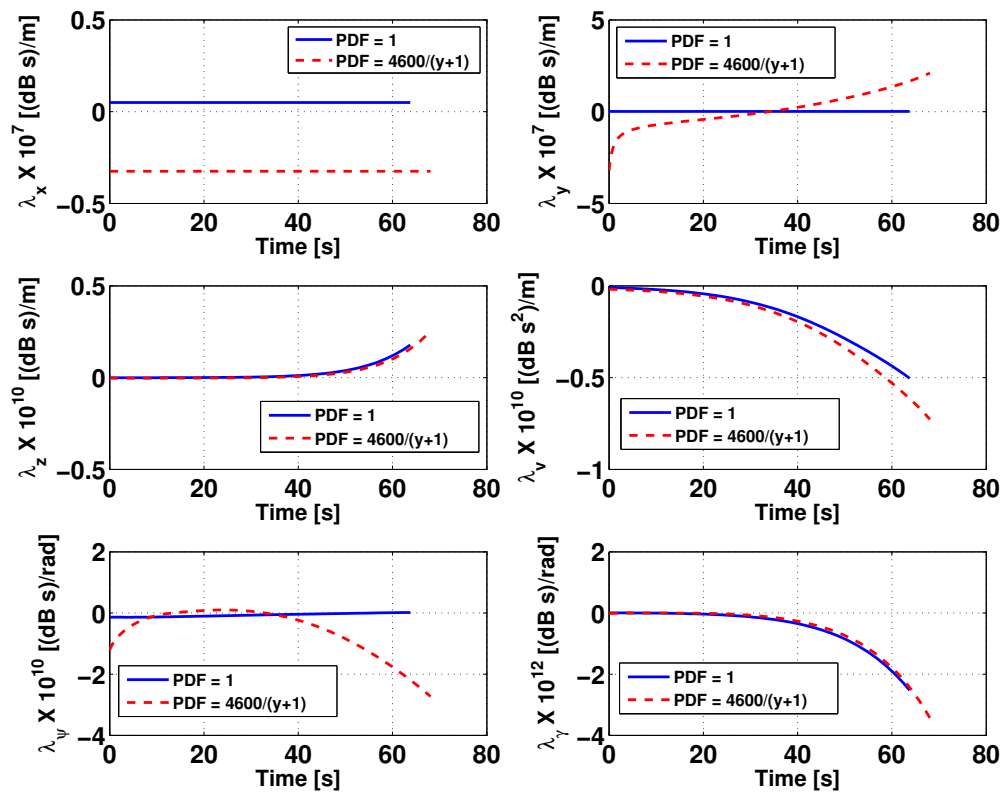 λx X 10^7 [(dB s)/m]
0.5
0
−0.5
PDF = 1
PDF = 4600/(y+1)
0 20 40 60 80
Time [s]
λy X 10^7 [(dB s)/m]
5
0
−5
PDF = 1
PDF = 4600/(y+1)
0 20 40 60 80
Time [s]
λz X 10^10 [(dB s)/m]
0.5
0
−0.5
PDF = 1
PDF = 4600/(y+1)
0 20 40 60 80
Time [s]
λv X 10^10 [(dB s^2)/m]
0
−0.5
−1
PDF = 1
PDF = 4600/(y+1)
0 20 40 60 80
Time [s]
λψ X 10^10 [(dB s)/rad]
2
0
−2
−4
PDF = 1
PDF = 4600/(y+1)
0 20 40 60 80
Time [s]
λγ X 10^12 [(dB s)/rad]
2
0
−2
−4
PDF = 1
PDF = 4600/(y+1)
0 20 40 60 80
Time [s]